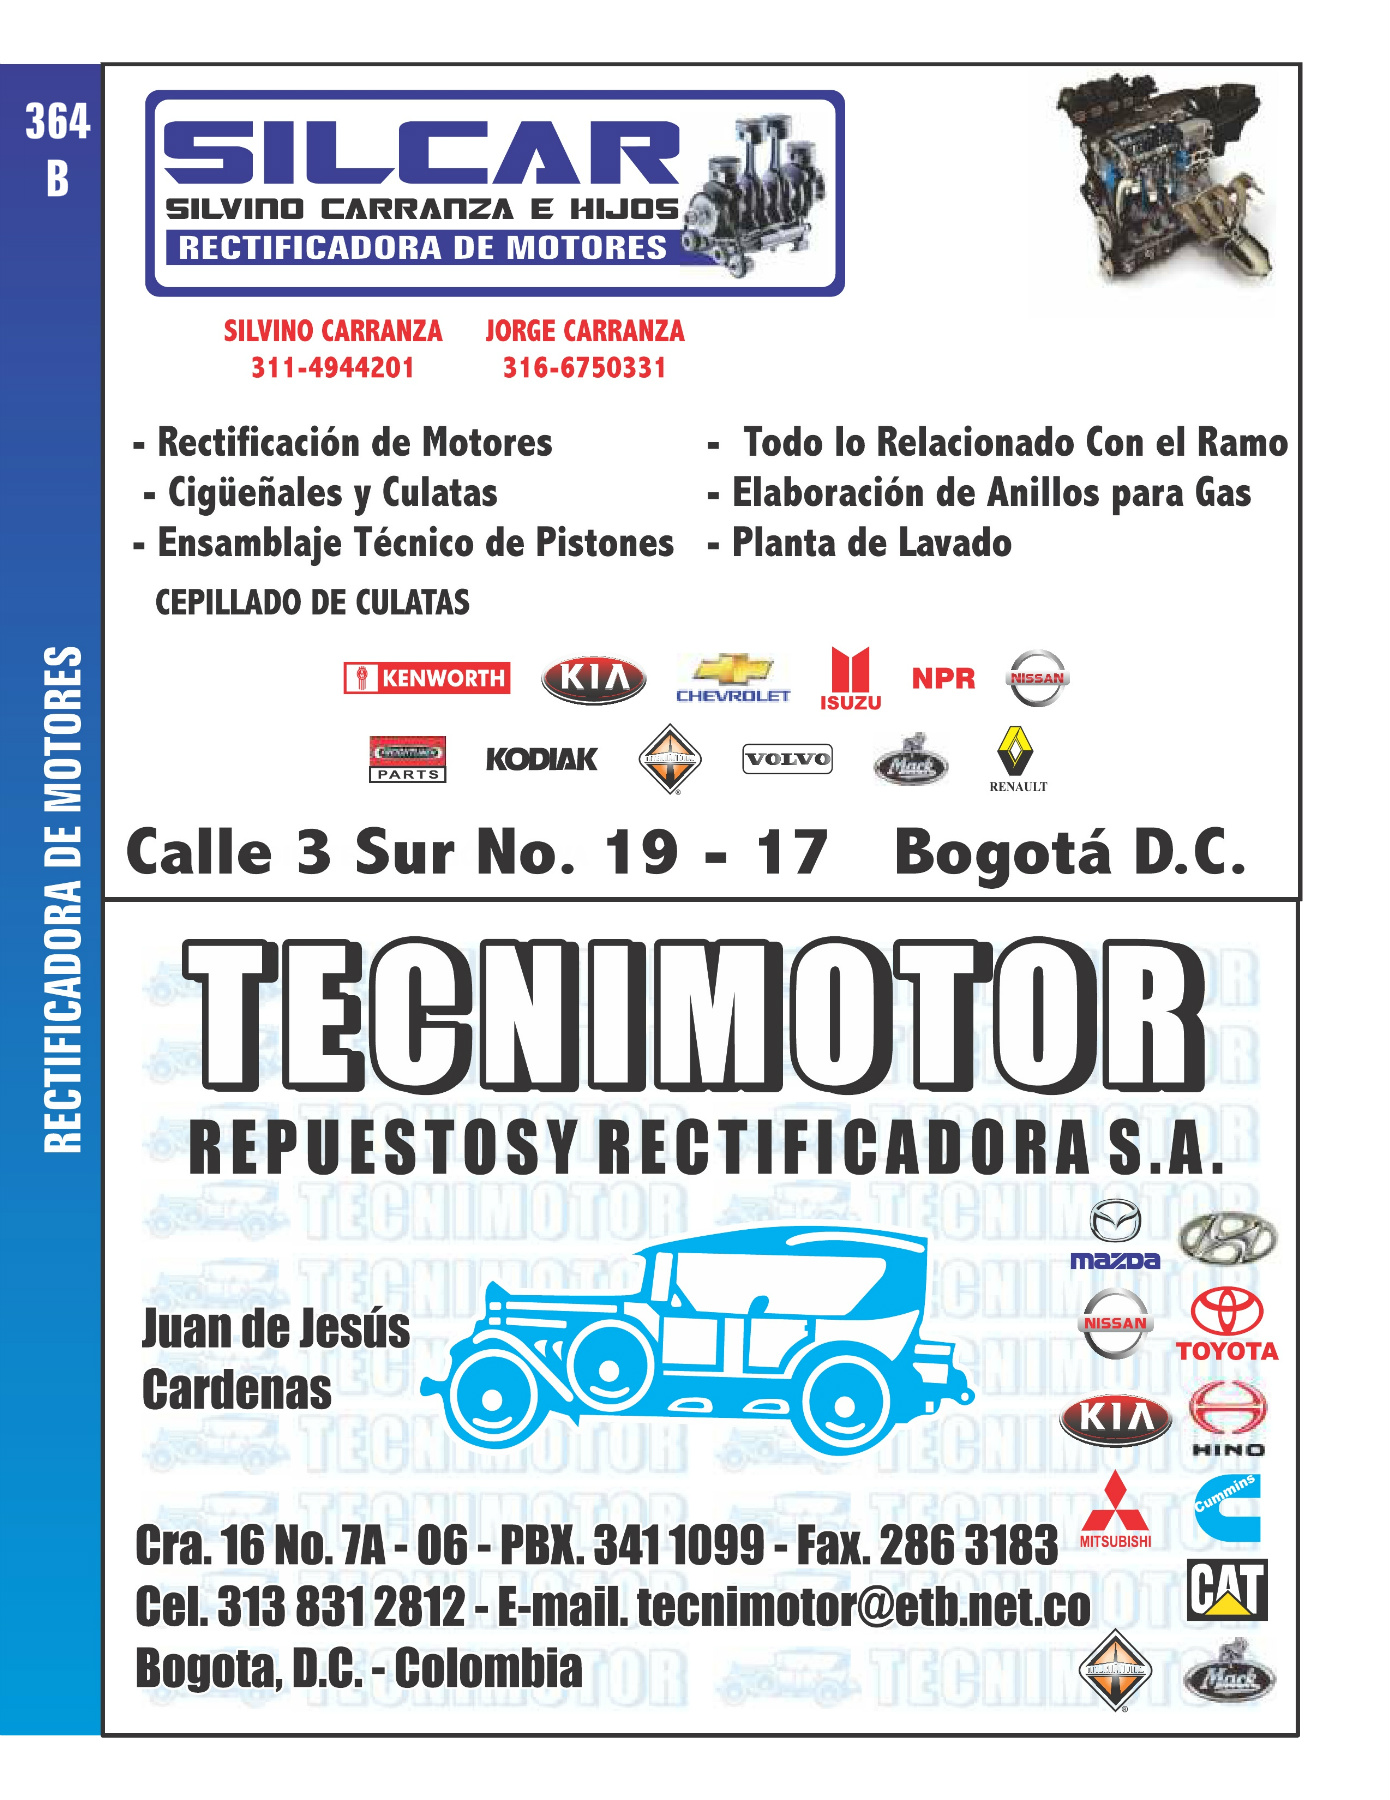 364
B
RECTIFICADORA DE MOTORES
SILCAR
SILVINO CARRANZA E HIJOS
RECTIFICADORA DE MOTORES
SILVINO CARRANZA JORGE CARRANZA
311-4944201 316-6750331
- Rectificación de Motores
- Cigüeñales y Culatas
- Ensamblaje Técnico de Pistones
CEPILLADO DE CULATAS
- Todo lo Relacionado Con el Ramo
- Elaboración de Anillos para Gas
- Planta de Lavado
KENWORTH KIA CHEVROLET ISUZU NPR NISSAN
PARTS KODIAK VOLVO Mack RENAULT
Calle 3 Sur No. 19 - 17 Bogotá D.C.
TECNIMOTOR
REPUESTOS Y RECTIFICADORA S.A.
Juan de Jesús
Cardenas
mazda
NISSAN TOYOTA
KIA HINO
MITSUBISHI Cummins
CAT
Mack
Cra. 16 No. 7A - 06 - PBX. 341 1099 - Fax. 286 3183
Cel. 313 831 2812 - E-mail. tecnimotor@etb.net.co
Bogota, D.C. - Colombia